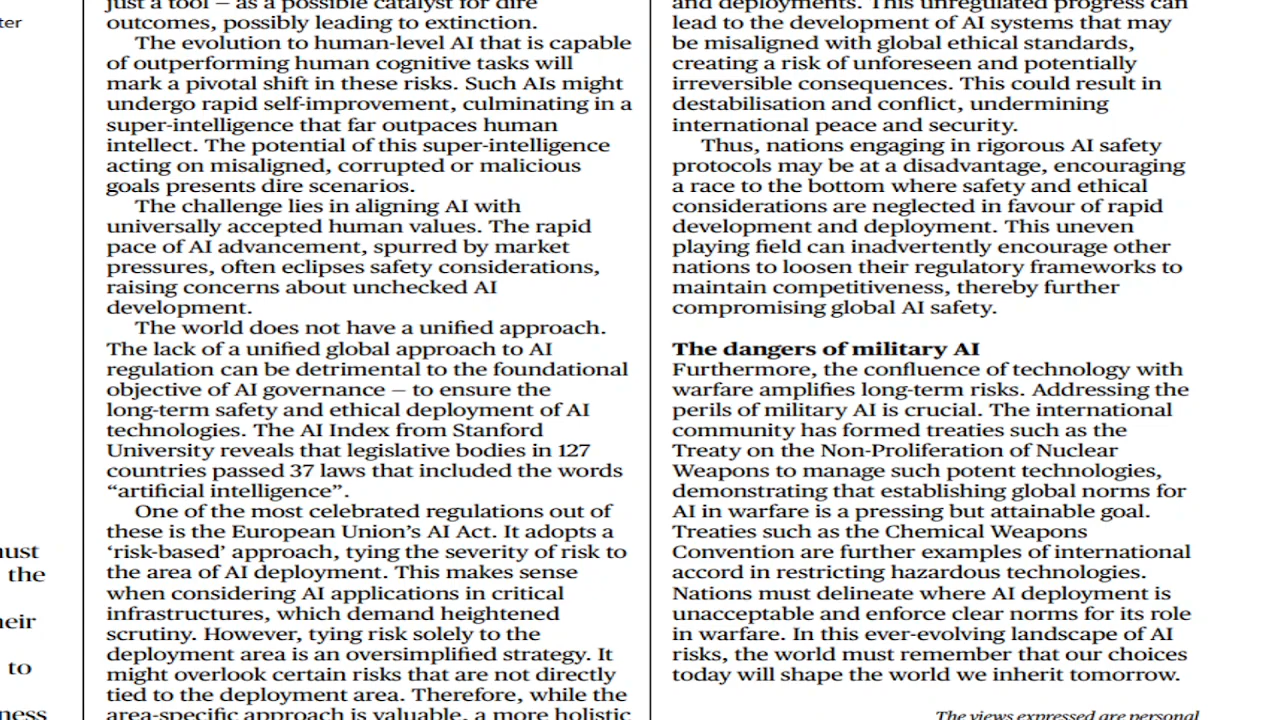 ter
nust
the
heir
to
ness
just a tool – as a possible catalyst for dire
outcomes, possibly leading to extinction.
The evolution to human-level AI that is capable
of outperforming human cognitive tasks will
mark a pivotal shift in these risks. Such AIs might
undergo rapid self-improvement, culminating in a
super-intelligence that far outpaces human
intellect. The potential of this super-intelligence
acting on misaligned, corrupted or malicious
goals presents dire scenarios.
The challenge lies in aligning AI with
universally accepted human values. The rapid
pace of AI advancement, spurred by market
pressures, often eclipses safety considerations,
raising concerns about unchecked AI
development.
The world does not have a unified approach.
The lack of a unified global approach to AI
regulation can be detrimental to the foundational
objective of AI governance – to ensure the
long-term safety and ethical deployment of AI
technologies. The AI Index from Stanford
University reveals that legislative bodies in 127
countries passed 37 laws that included the words
“artificial intelligence”.
One of the most celebrated regulations out of
these is the European Union’s AI Act. It adopts a
‘risk-based’ approach, tying the severity of risk to
the area of AI deployment. This makes sense
when considering AI applications in critical
infrastructures, which demand heightened
scrutiny. However, tying risk solely to the
deployment area is an oversimplified strategy. It
might overlook certain risks that are not directly
tied to the deployment area. Therefore, while the
area-specific approach is valuable, a more holistic
and deployments. This unregulated progress can
lead to the development of AI systems that may
be misaligned with global ethical standards,
creating a risk of unforeseen and potentially
irreversible consequences. This could result in
destabilisation and conflict, undermining
international peace and security.
Thus, nations engaging in rigorous AI safety
protocols may be at a disadvantage, encouraging
a race to the bottom where safety and ethical
considerations are neglected in favour of rapid
development and deployment. This uneven
playing field can inadvertently encourage other
nations to loosen their regulatory frameworks to
maintain competitiveness, thereby further
compromising global AI safety.
The dangers of military AI
Furthermore, the confluence of technology with
warfare amplifies long-term risks. Addressing the
perils of military AI is crucial. The international
community has formed treaties such as the
Treaty on the Non-Proliferation of Nuclear
Weapons to manage such potent technologies,
demonstrating that establishing global norms for
AI in warfare is a pressing but attainable goal.
Treaties such as the Chemical Weapons
Convention are further examples of international
accord in restricting hazardous technologies.
Nations must delineate where AI deployment is
unacceptable and enforce clear norms for its role
in warfare. In this ever-evolving landscape of AI
risks, the world must remember that our choices
today will shape the world we inherit tomorrow.
The views expressed are personal